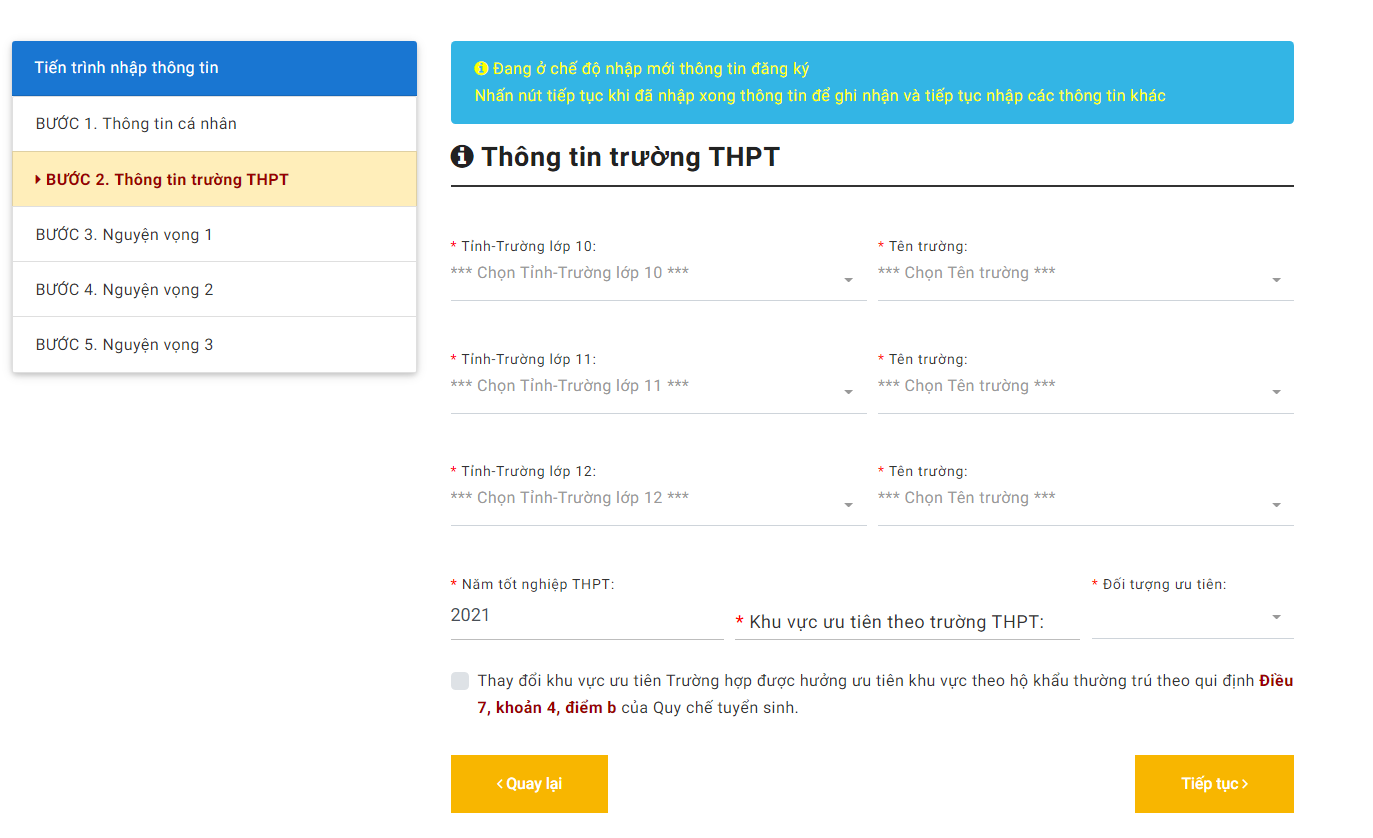 Tiến trình nhập thông tin
BƯỚC 1. Thông tin cá nhân
BƯỚC 2. Thông tin trường THPT
BƯỚC 3. Nguyện vọng 1
BƯỚC 4. Nguyện vọng 2
BƯỚC 5. Nguyện vọng 3
Đang ở chế độ nhập mới thông tin đăng ký
Nhấn nút tiếp tục khi đã nhập xong thông tin để ghi nhận và tiếp tục nhập các thông tin khác
Thông tin trường THPT
* Tỉnh-Trường lớp 10:
*** Chọn Tỉnh-Trường lớp 10 ***
* Tên trường:
*** Chọn Tên trường ***
* Tỉnh-Trường lớp 11:
*** Chọn Tỉnh-Trường lớp 11 ***
* Tên trường:
*** Chọn Tên trường ***
* Tỉnh-Trường lớp 12:
*** Chọn Tỉnh-Trường lớp 12 ***
* Tên trường:
*** Chọn Tên trường ***
* Năm tốt nghiệp THPT:
2021
* Khu vực ưu tiên theo trường THPT:
* Đối tượng ưu tiên:
Thay đổi khu vực ưu tiên Trường hợp được hưởng ưu tiên khu vực theo hộ khẩu thường trú theo qui định Điều
7, khoản 4, điểm b của Quy chế tuyển sinh.
‹ Quay lại
Tiếp tục ›